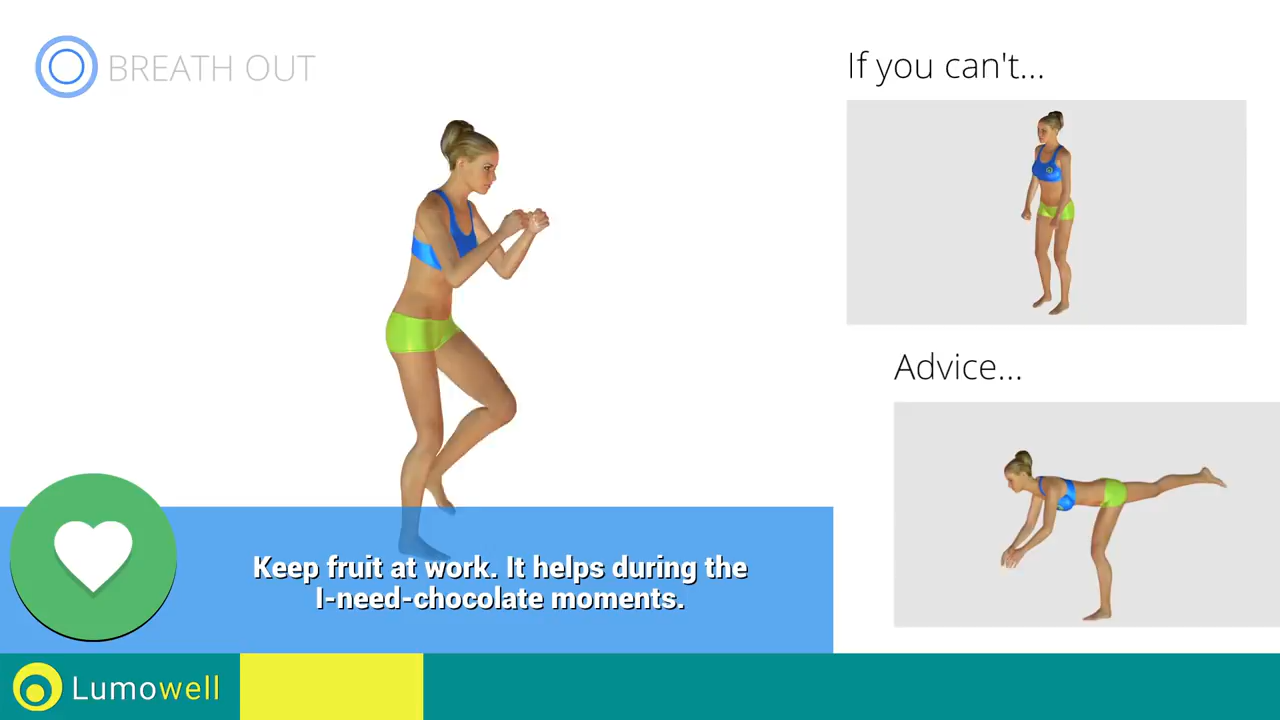 BREATH OUT
If you can't...
Advice...
Keep fruit at work. It helps during the
I-need-chocolate moments.
Lumowell